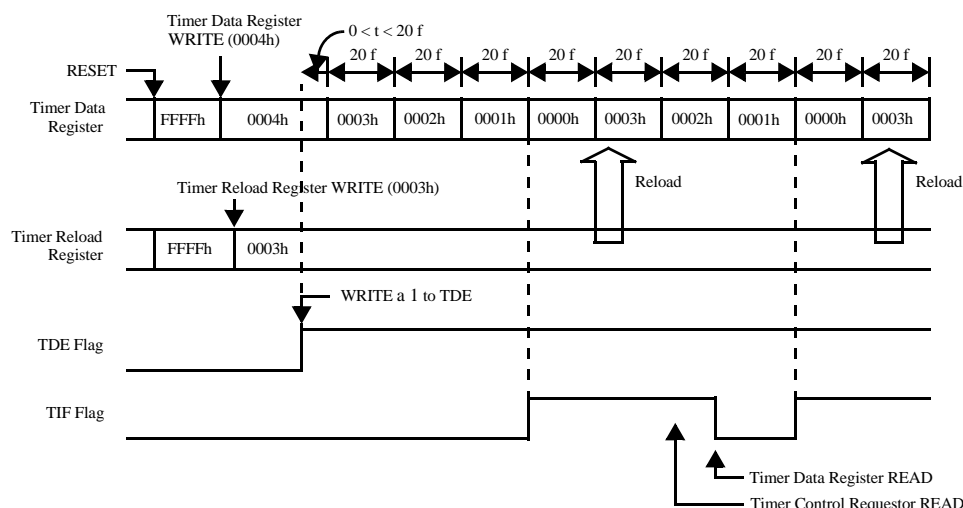 Timer Data Register
WRITE (0004h)
0 < t < 20 f
20 f 20 f 20 f 20 f 20 f 20 f 20 f 20 f 20 f
RESET
Timer Data
Register
FFFFh 0004h 0003h 0002h 0001h 0000h 0003h 0002h 0001h 0000h 0003h
Reload Reload
Timer Reload Register WRITE (0003h)
Timer Reload
Register
FFFFh 0003h
WRITE a 1 to TDE
TDE Flag
TIF Flag
Timer Data Register READ
Timer Control Requestor READ